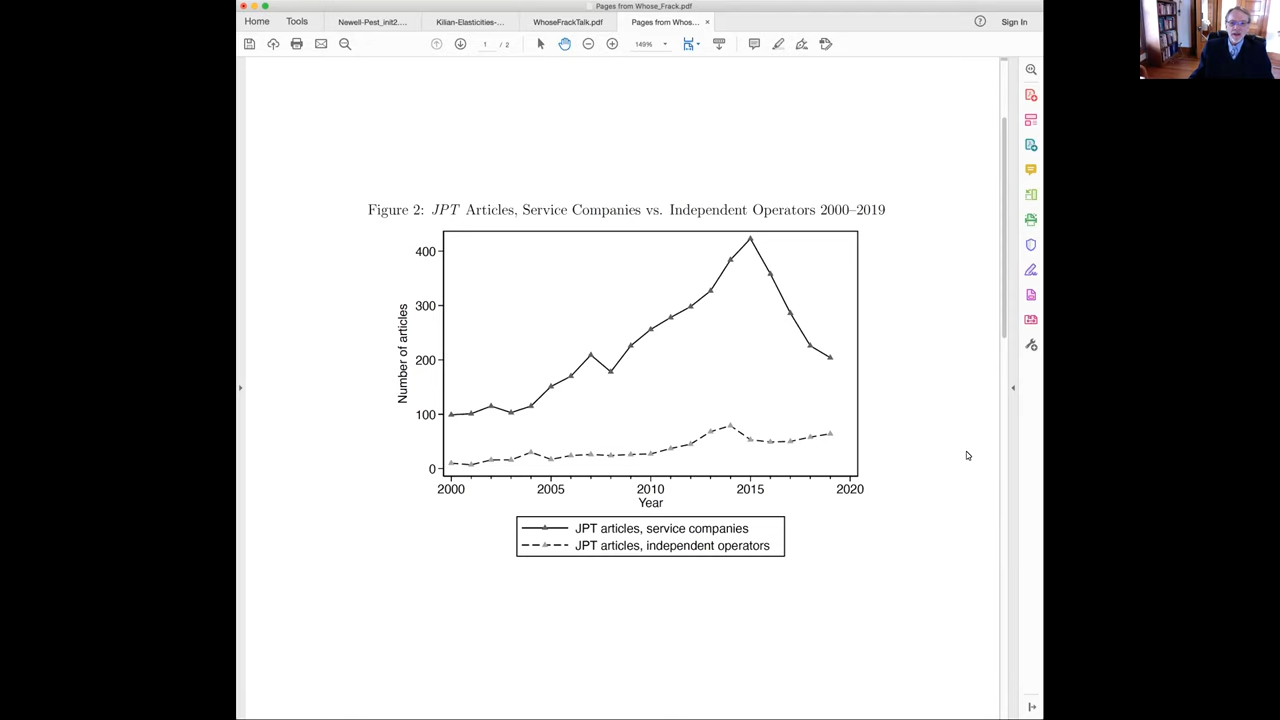 Pages from Whose_Frack.pdf
Home Tools Newell-Pest_init2.... Kilian-Elasticities-... WhoseFrackTalk.pdf Pages from Whos... × Sign In
1 / 2 149%
Figure 2: JPT Articles, Service Companies vs. Independent Operators 2000–2019
400
300
200
100
0
Number of articles
2000 2005 2010 2015 2020
Year
JPT articles, service companies
JPT articles, independent operators